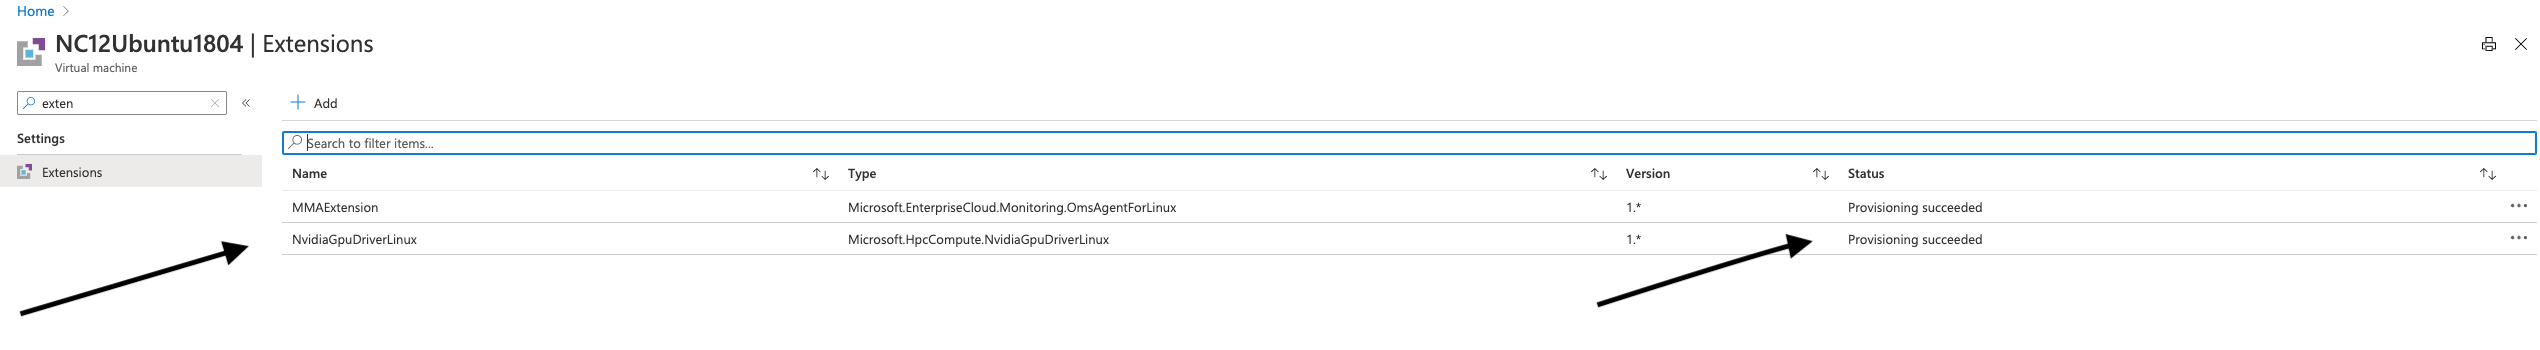 Home >
NC12Ubuntu1804 | Extensions
Virtual machine
exten
«
Add
Settings
Search to filter items...
Extensions
Name Type Version Status
MMAExtension Microsoft.EnterpriseCloud.Monitoring.OmsAgentForLinux 1.* Provisioning succeeded
NvidiaGpuDriverLinux Microsoft.HpcCompute.NvidiaGpuDriverLinux 1.* Provisioning succeeded